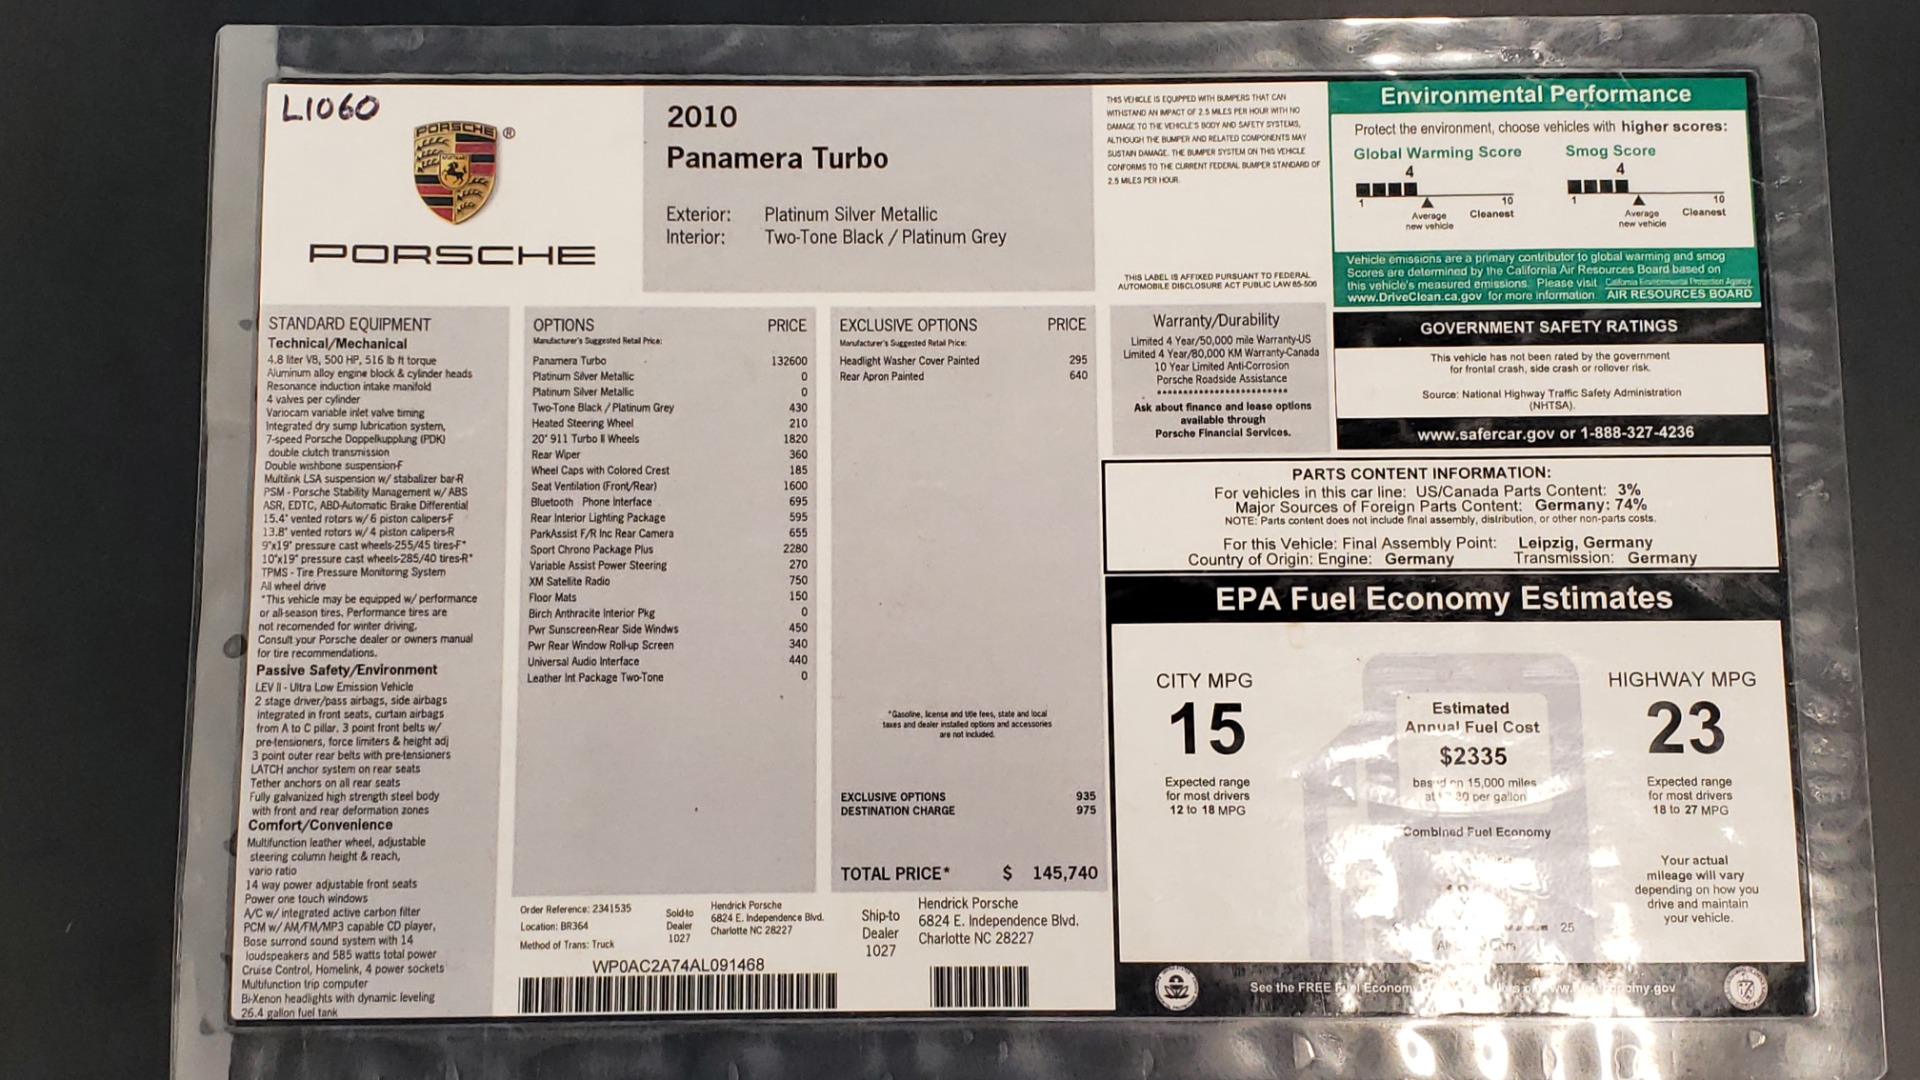 L1060
PORSCHE
®
PORSCHE
2010
Panamera Turbo
Exterior: Platinum Silver Metallic
Interior: Two-Tone Black / Platinum Grey
THIS VEHICLE IS EQUIPPED WITH BUMPERS THAT CAN
WITHSTAND AN IMPACT OF 2.5 MILES PER HOUR WITH NO
DAMAGE TO THE VEHICLE'S BODY AND SAFETY SYSTEMS,
ALTHOUGH THE BUMPER AND RELATED COMPONENTS MAY
SUSTAIN DAMAGE. THE BUMPER SYSTEM ON THIS VEHICLE
CONFORMS TO THE CURRENT FEDERAL BUMPER STANDARD OF
2.5 MILES PER HOUR.
THIS LABEL IS AFFIXED PURSUANT TO FEDERAL
AUTOMOBILE DISCLOSURE ACT PUBLIC LAW 85-506
Environmental Performance
Protect the environment, choose vehicles with higher scores:
Global Warming Score Smog Score
4 4
1 10 1 10
Average Cleanest Average Cleanest
new vehicle new vehicle
Vehicle emissions are a primary contributor to global warming and smog
Scores are determined by the California Air Resources Board based on
this vehicle's measured emissions. Please visit California Environmental Protection Agency
www.DriveClean.ca.gov for more information. AIR RESOURCES BOARD
STANDARD EQUIPMENT
Technical/Mechanical
4.8 liter V8, 500 HP, 516 lb ft torque
Aluminum alloy engine block & cylinder heads
Resonance induction intake manifold
4 valves per cylinder
Variocam variable inlet valve timing
Integrated dry sump lubrication system,
7-speed Porsche Doppelkupplung (PDK)
double clutch transmission
Double wishbone suspension-F
Multilink LSA suspension w/ stabalizer bar-R
PSM - Porsche Stability Management w/ ABS
ASR, EDTC, ABD-Automatic Brake Differential
15.4" vented rotors w/ 6 piston calipers-F
13.8" vented rotors w/ 4 piston calipers-R
9"x19" pressure cast wheels-255/45 tires-F*
10"x19" pressure cast wheels-285/40 tires-R*
TPMS - Tire Pressure Monitoring System
All wheel drive
*This vehicle may be equipped w/ performance
or all-season tires. Performance tires are
not recomended for winter driving.
Consult your Porsche dealer or owners manual
for tire recommendations.
Passive Safety/Environment
LEV II - Ultra Low Emission Vehicle
2 stage driver/pass airbags, side airbags
integrated in front seats, curtain airbags
from A to C pillar, 3 point front belts w/
pre-tensioners, force limiters & height adj
3 point outer rear belts with pre-tensioners
LATCH anchor system on rear seats
Tether anchors on all rear seats
Fully galvanized high strength steel body
with front and rear deformation zones
Comfort/Convenience
Multifunction leather wheel, adjustable
steering column height & reach,
vario ratio
14 way power adjustable front seats
Power one touch windows
A/C w/ integrated active carbon filter
PCM w/ AM/FM/MP3 capable CD player,
Bose surrond sound system with 14
loudspeakers and 585 watts total power
Cruise Control, Homelink, 4 power sockets
Multifunction trip computer
Bi-Xenon headlights with dynamic leveling
26.4 gallon fuel tank
OPTIONS PRICE
Manufacturer's Suggested Retail Price:
Panamera Turbo 132600
Platinum Silver Metallic 0
Platinum Silver Metallic 0
Two-Tone Black / Platinum Grey 430
Heated Steering Wheel 210
20" 911 Turbo II Wheels 1820
Rear Wiper 360
Wheel Caps with Colored Crest 185
Seat Ventilation (Front/Rear) 1600
Bluetooth Phone Interface 695
Rear Interior Lighting Package 595
ParkAssist F/R Inc Rear Camera 655
Sport Chrono Package Plus 2280
Variable Assist Power Steering 270
XM Satellite Radio 750
Floor Mats 150
Birch Anthracite Interior Pkg 0
Pwr Sunscreen-Rear Side Windws 450
Pwr Rear Window Roll-up Screen 340
Universal Audio Interface 440
Leather Int Package Two-Tone 0
EXCLUSIVE OPTIONS PRICE
Manufacturer's Suggested Retail Price:
Headlight Washer Cover Painted 295
Rear Apron Painted 640
*Gasoline, license and title fees, state and local
taxes and dealer installed options and accessories
are not included.
EXCLUSIVE OPTIONS 935
DESTINATION CHARGE 975
TOTAL PRICE* $ 145,740
Order Reference: 2341535
Location: BR364
Method of Trans: Truck
Sold-to
Dealer
1027
Hendrick Porsche
6824 E. Independence Blvd.
Charlotte NC 28227
WP0AC2A74AL091468
Ship-to
Dealer
1027
Hendrick Porsche
6824 E. Independence Blvd.
Charlotte NC 28227
Warranty/Durability
Limited 4 Year/50,000 mile Warranty-US
Limited 4 Year/80,000 KM Warranty-Canada
10 Year Limited Anti-Corrosion
Porsche Roadside Assistance
********************
Ask about finance and lease options
available through
Porsche Financial Services.
GOVERNMENT SAFETY RATINGS
This vehicle has not been rated by the government
for frontal crash, side crash or rollover risk.
Source: National Highway Traffic Safety Administration
(NHTSA).
www.safercar.gov or 1-888-327-4236
PARTS CONTENT INFORMATION:
For vehicles in this car line: US/Canada Parts Content: 3%
Major Sources of Foreign Parts Content: Germany: 74%
NOTE: Parts content does not include final assembly, distribution, or other non-parts costs.
For this Vehicle: Final Assembly Point: Leipzig, Germany
Country of Origin: Engine: Germany Transmission: Germany
EPA Fuel Economy Estimates
CITY MPG
15
Expected range
for most drivers
12 to 18 MPG
Estimated
Annual Fuel Cost
$2335
based on 15,000 miles
at per gallon
Combined Fuel Economy
25
HIGHWAY MPG
23
Expected range
for most drivers
18 to 27 MPG
Your actual
mileage will vary
depending on how you
drive and maintain
your vehicle.
See the FREE Fuel Economy